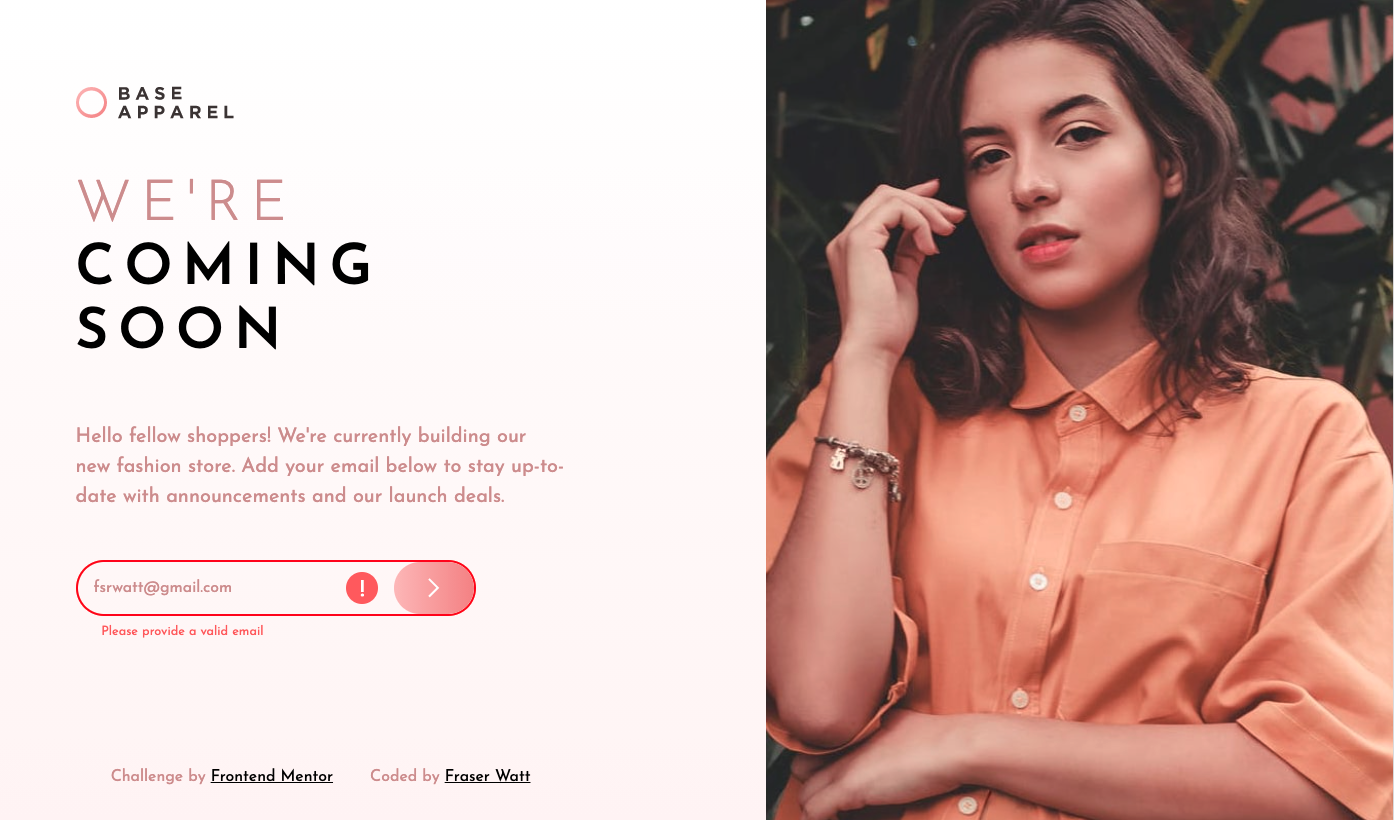 BASE
APPAREL
WE'RE
COMING
SOON
Hello fellow shoppers! We're currently building our
new fashion store. Add your email below to stay up-to-
date with announcements and our launch deals.
fsrwatt@gmail.com !
Please provide a valid email
Challenge by Frontend Mentor Coded by Fraser Watt